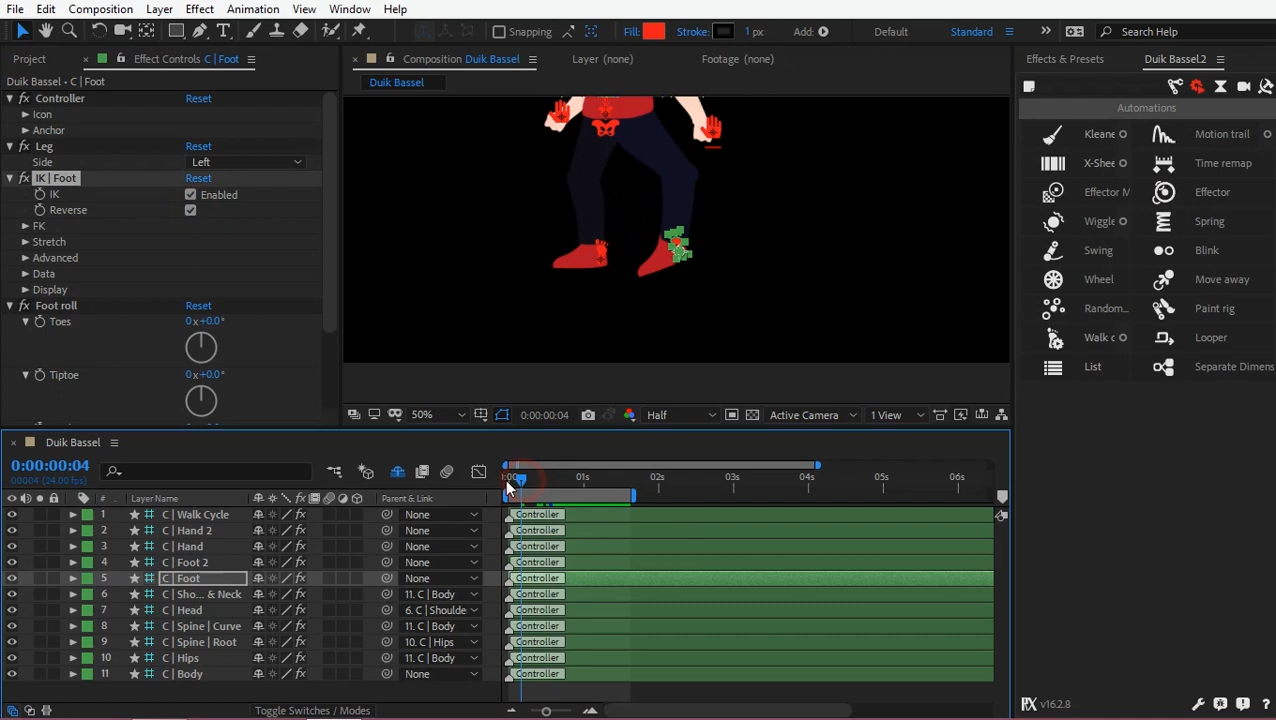 File Edit Composition Layer Effect Animation View Window Help
Snapping Fill: Stroke: 1 px Add: Default Standard Search Help
Project Effect Controls C | Foot
Composition Duik Bassel Layer (none) Footage (none)
Effects & Presets Duik Bassel.2
Duik Bassel • C | Foot
Duik Bassel
fx Controller Reset
Icon
Anchor
fx Leg Reset
Side Left
fx IK | Foot Reset
IK Enabled
Reverse
FK
Stretch
Advanced
Data
Display
fx Foot roll Reset
Toes 0x+0.0°
Tiptoe 0x+0.0°
Automations
Kleane Motion trail
X-Shee Time remap
Effector M Effector
Wiggle Spring
Swing Blink
Wheel Move away
Random... Paint rig
Walk c Looper
List Separate Dimens
50% 0:00:00:04 Half Active Camera 1 View
Duik Bassel
0:00:00:04
00004 (24.00 fps)
01s 02s 03s 04s 05s 06s
# Layer Name Parent & Link
1 C | Walk Cycle None Controller
2 C | Hand 2 None Controller
3 C | Hand None Controller
4 C | Foot 2 None Controller
5 C | Foot None Controller
6 C | Sho... & Neck 11. C | Body Controller
7 C | Head 6. C | Shoulde Controller
8 C | Spine | Curve 11. C | Body Controller
9 C | Spine | Root 10. C | Hips Controller
10 C | Hips 11. C | Body Controller
11 C | Body None Controller
Toggle Switches / Modes
v16.2.8